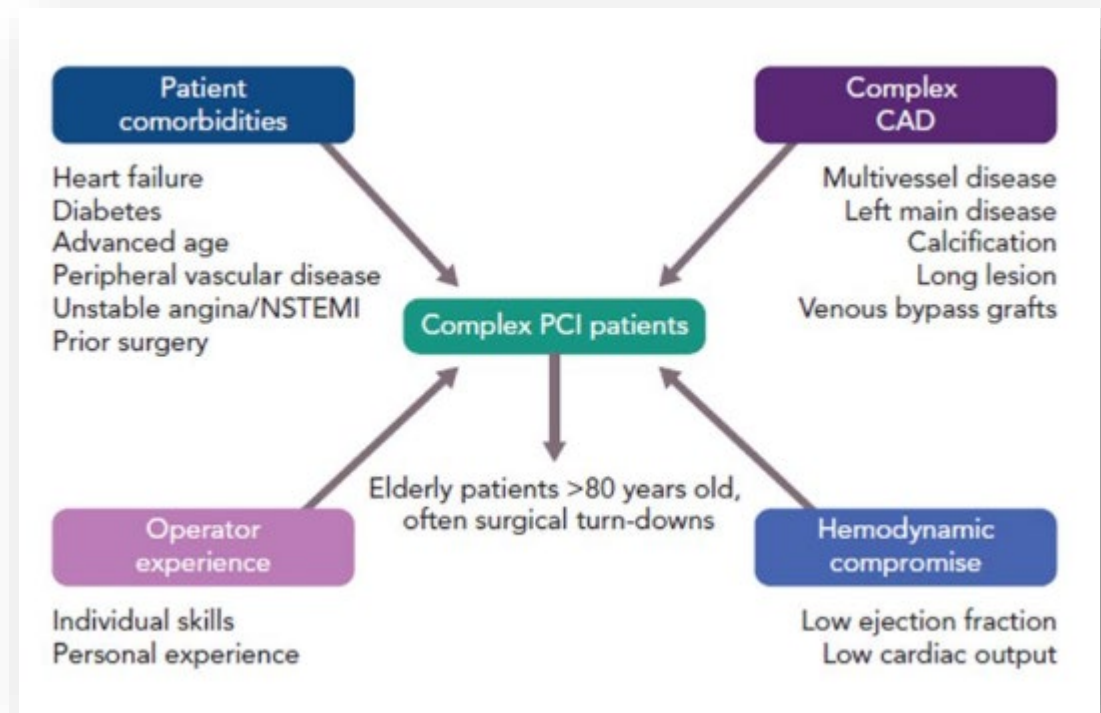 Patient
comorbidities
Heart failure
Diabetes
Advanced age
Peripheral vascular disease
Unstable angina/NSTEMI
Prior surgery
Complex
CAD
Multivessel disease
Left main disease
Calcification
Long lesion
Venous bypass grafts
Complex PCI patients
Elderly patients >80 years old,
often surgical turn-downs
Operator
experience
Individual skills
Personal experience
Hemodynamic
compromise
Low ejection fraction
Low cardiac output